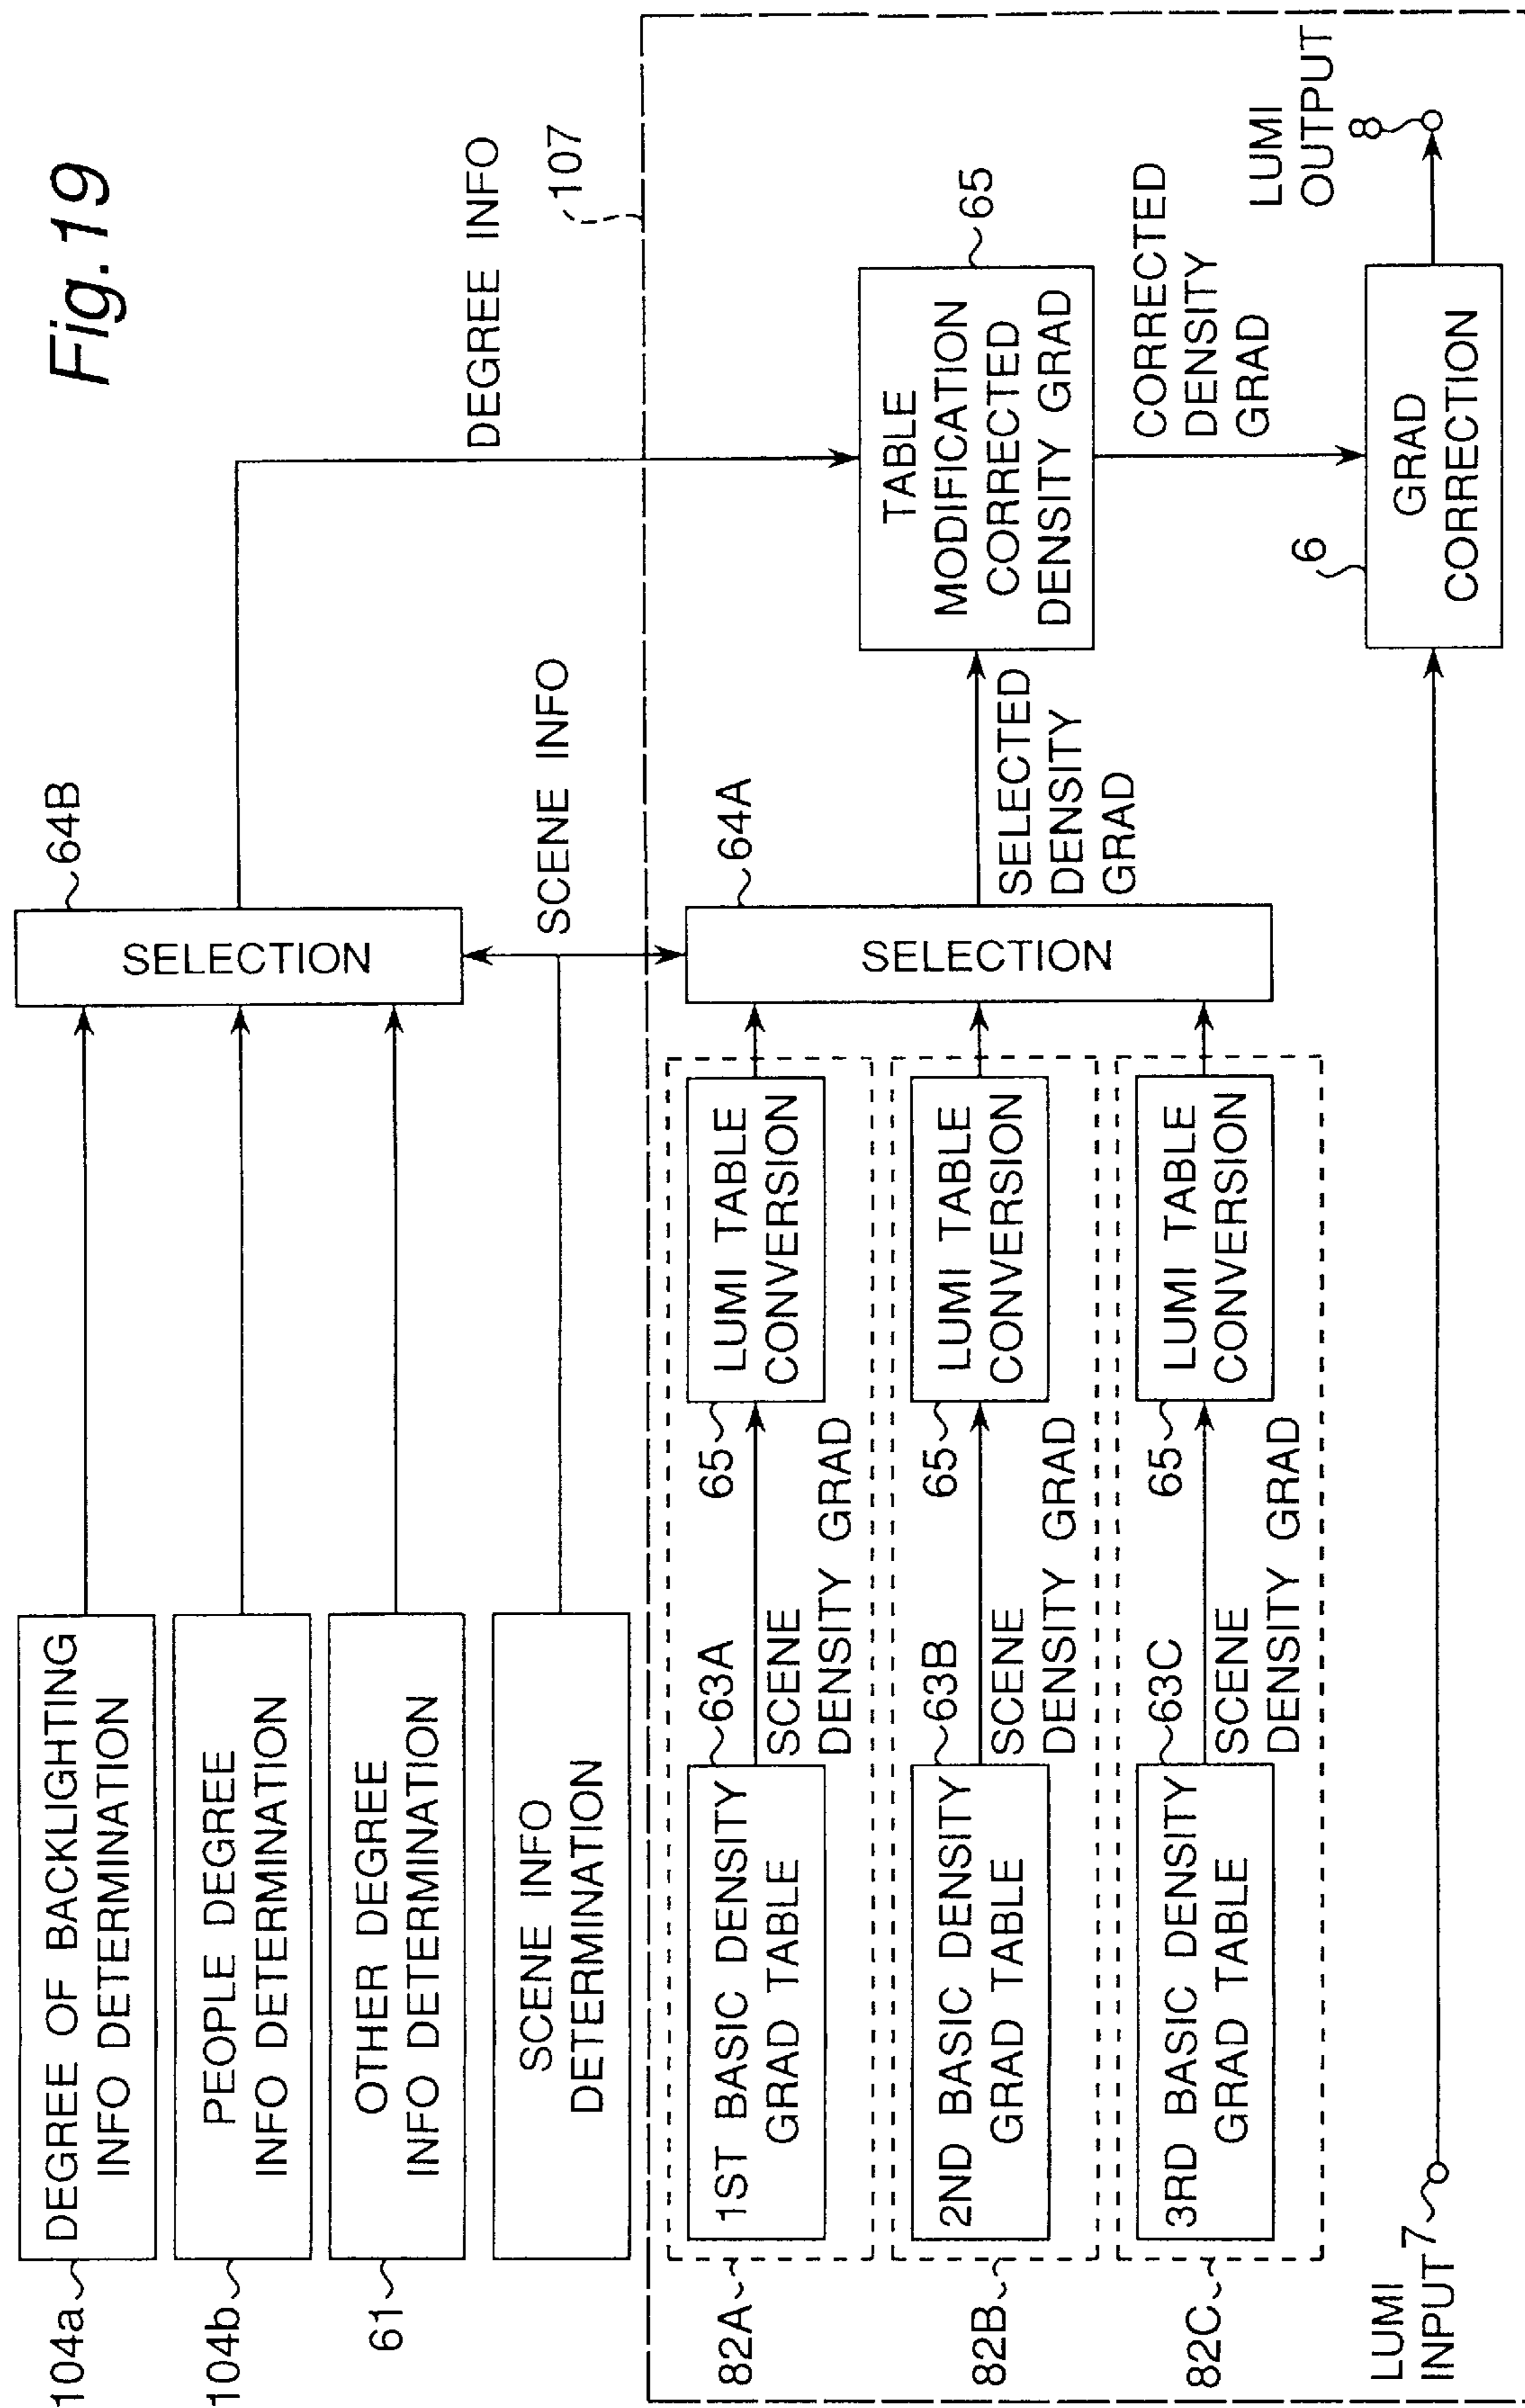 Fig.19
104a
DEGREE OF BACKLIGHTING
INFO DETERMINATION
104b
PEOPLE DEGREE
INFO DETERMINATION
61
OTHER DEGREE
INFO DETERMINATION
SCENE INFO
DETERMINATION
SELECTION
64B
DEGREE INFO
SCENE INFO
107
82A
1ST BASIC DENSITY
GRAD TABLE
63A
SCENE
DENSITY GRAD
65
LUMI TABLE
CONVERSION
82B
2ND BASIC DENSITY
GRAD TABLE
63B
SCENE
DENSITY GRAD
65
LUMI TABLE
CONVERSION
82C
3RD BASIC DENSITY
GRAD TABLE
63C
SCENE
DENSITY GRAD
65
LUMI TABLE
CONVERSION
SELECTION
64A
SELECTED
DENSITY
GRAD
TABLE
MODIFICATION
CORRECTED
DENSITY GRAD
65
CORRECTED
DENSITY
GRAD
LUMI
INPUT
7
6
GRAD
CORRECTION
LUMI
OUTPUT
8